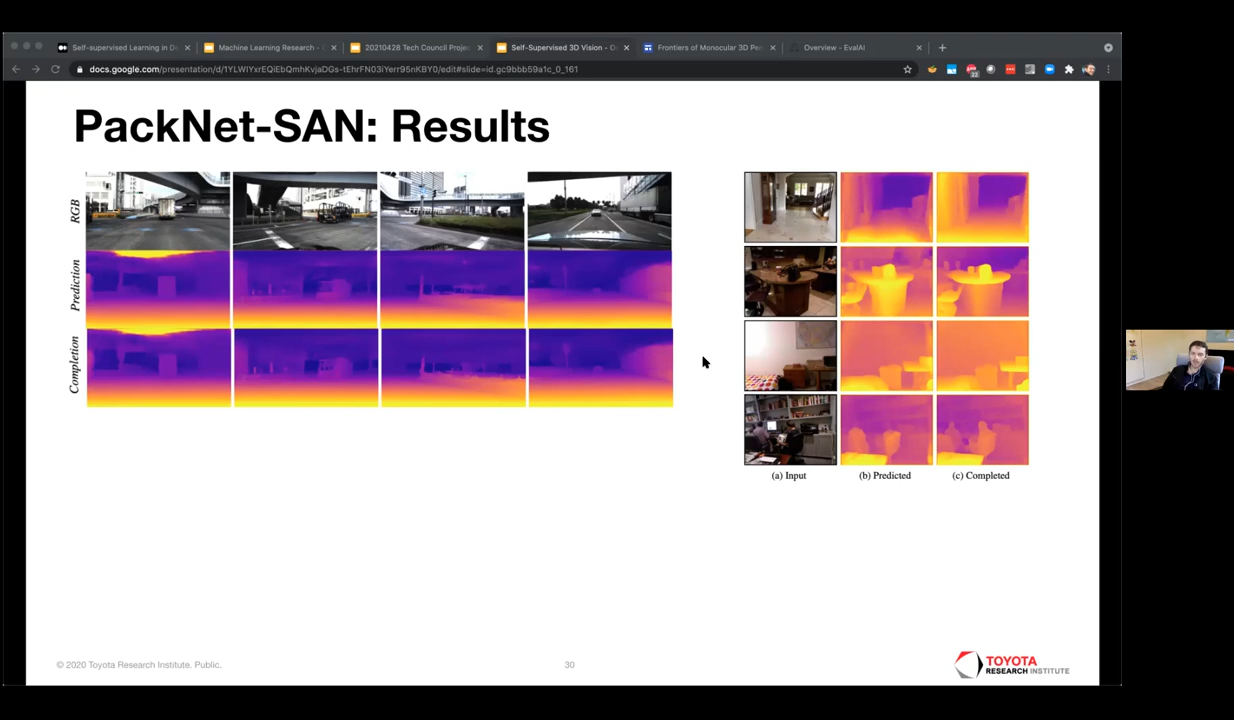 Self-supervised Learning in De
Machine Learning Research -
20210428 Tech Council Projec
Self-Supervised 3D Vision - O
Frontiers of Monocular 3D Per
Overview - EvalAI
docs.google.com/presentation/d/1YLWIYxrEQiEbQmhKvjaDGs-tEhrFN03iYerr95nKBY0/edit#slide=id.gc9bbb59a1c_0_161
PackNet-SAN: Results
RGB
Prediction
Completion
(a) Input
(b) Predicted
(c) Completed
© 2020 Toyota Research Institute. Public.
30
TOYOTA
RESEARCH INSTITUTE